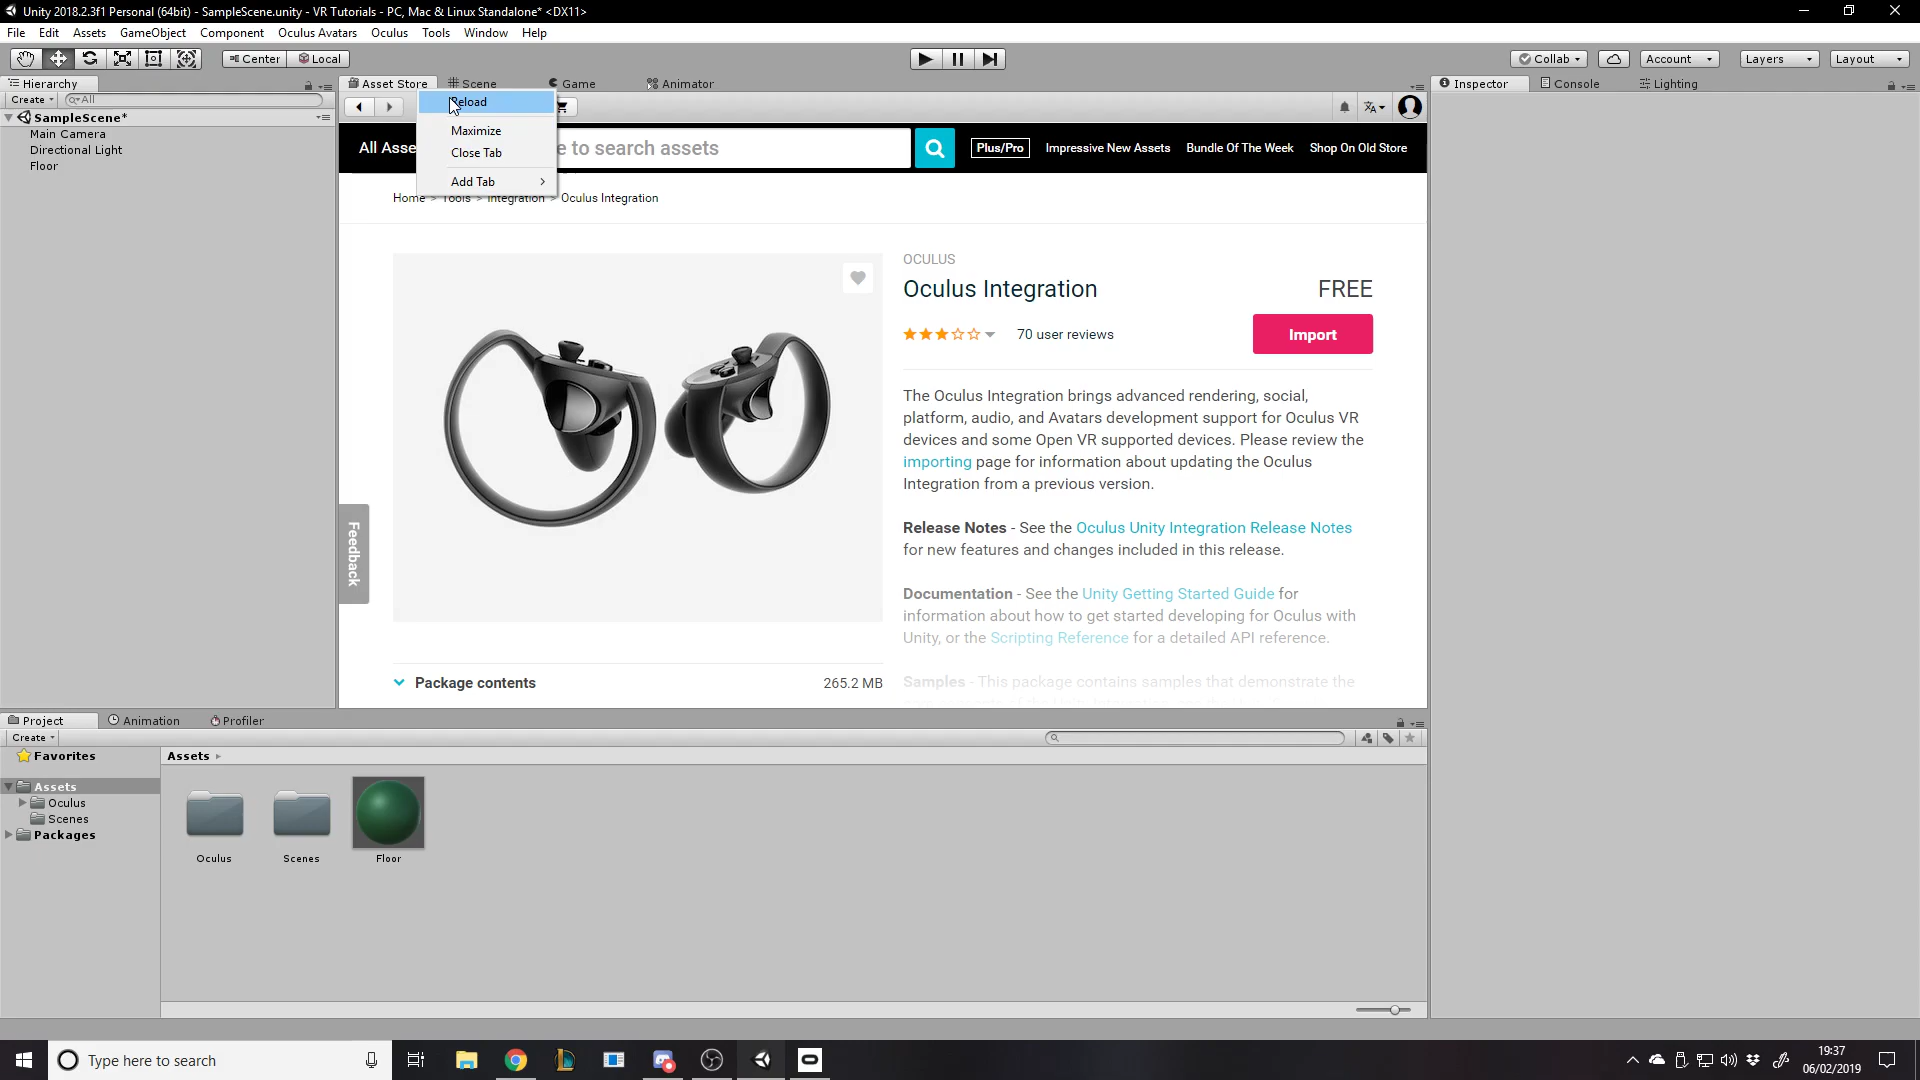 Unity 2018.2.3f1 Personal (64bit) - SampleScene.unity - VR Tutorials - PC, Mac & Linux Standalone* <DX11>
File Edit Assets GameObject Component Oculus Avatars Oculus Tools Window Help
Center Local Collab Account Layers Layout
Hierarchy Asset Store Scene Game Animator Inspector Console Lighting
Create All
Reload
SampleScene*
Main Camera
Directional Light
Floor
Maximize
Close Tab
Add Tab
All Asse
e to search assets
Plus/Pro Impressive New Assets Bundle Of The Week Shop On Old Store
Home > Tools > Integration > Oculus Integration
OCULUS
Oculus Integration FREE
70 user reviews Import
The Oculus Integration brings advanced rendering, social,
platform, audio, and Avatars development support for Oculus VR
devices and some Open VR supported devices. Please review the
importing page for information about updating the Oculus
Integration from a previous version.
Release Notes - See the Oculus Unity Integration Release Notes
for new features and changes included in this release.
Documentation - See the Unity Getting Started Guide for
information about how to get started developing for Oculus with
Unity, or the Scripting Reference for a detailed API reference.
Samples - This package contains samples that demonstrate the
Feedback
Package contents 265.2 MB
Project Animation Profiler
Create
Favorites
Assets
Assets
Oculus
Scenes
Packages
Oculus Scenes Floor
Type here to search
19:37
06/02/2019